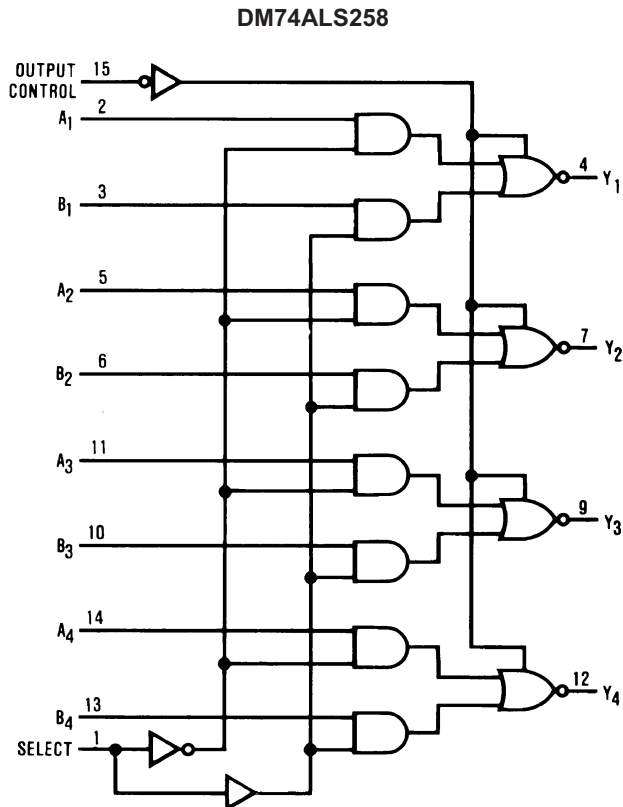 DM74ALS258
OUTPUT CONTROL 15
A1 2
4 Y1
B1 3
A2 5
7 Y2
B2 6
A3 11
9 Y3
B3 10
A4 14
12 Y4
B4 13
SELECT 1